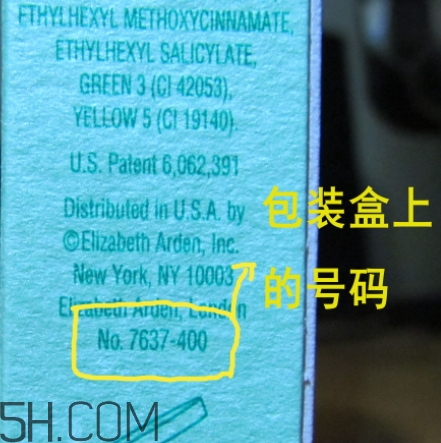 ETHYLHEXYL METHOXYCINNAMATE,
ETHYLHEXYL SALICYLATE,
GREEN 3 (CI 42053),
YELLOW 5 (CI 19140).
U.S. Patent 6,062,391
Distributed in U.S.A. by
©Elizabeth Arden, Inc.
New York, NY 10003
Elizabeth Arden, London
No. 7637-400
包装盒上
的号码
5H.COM